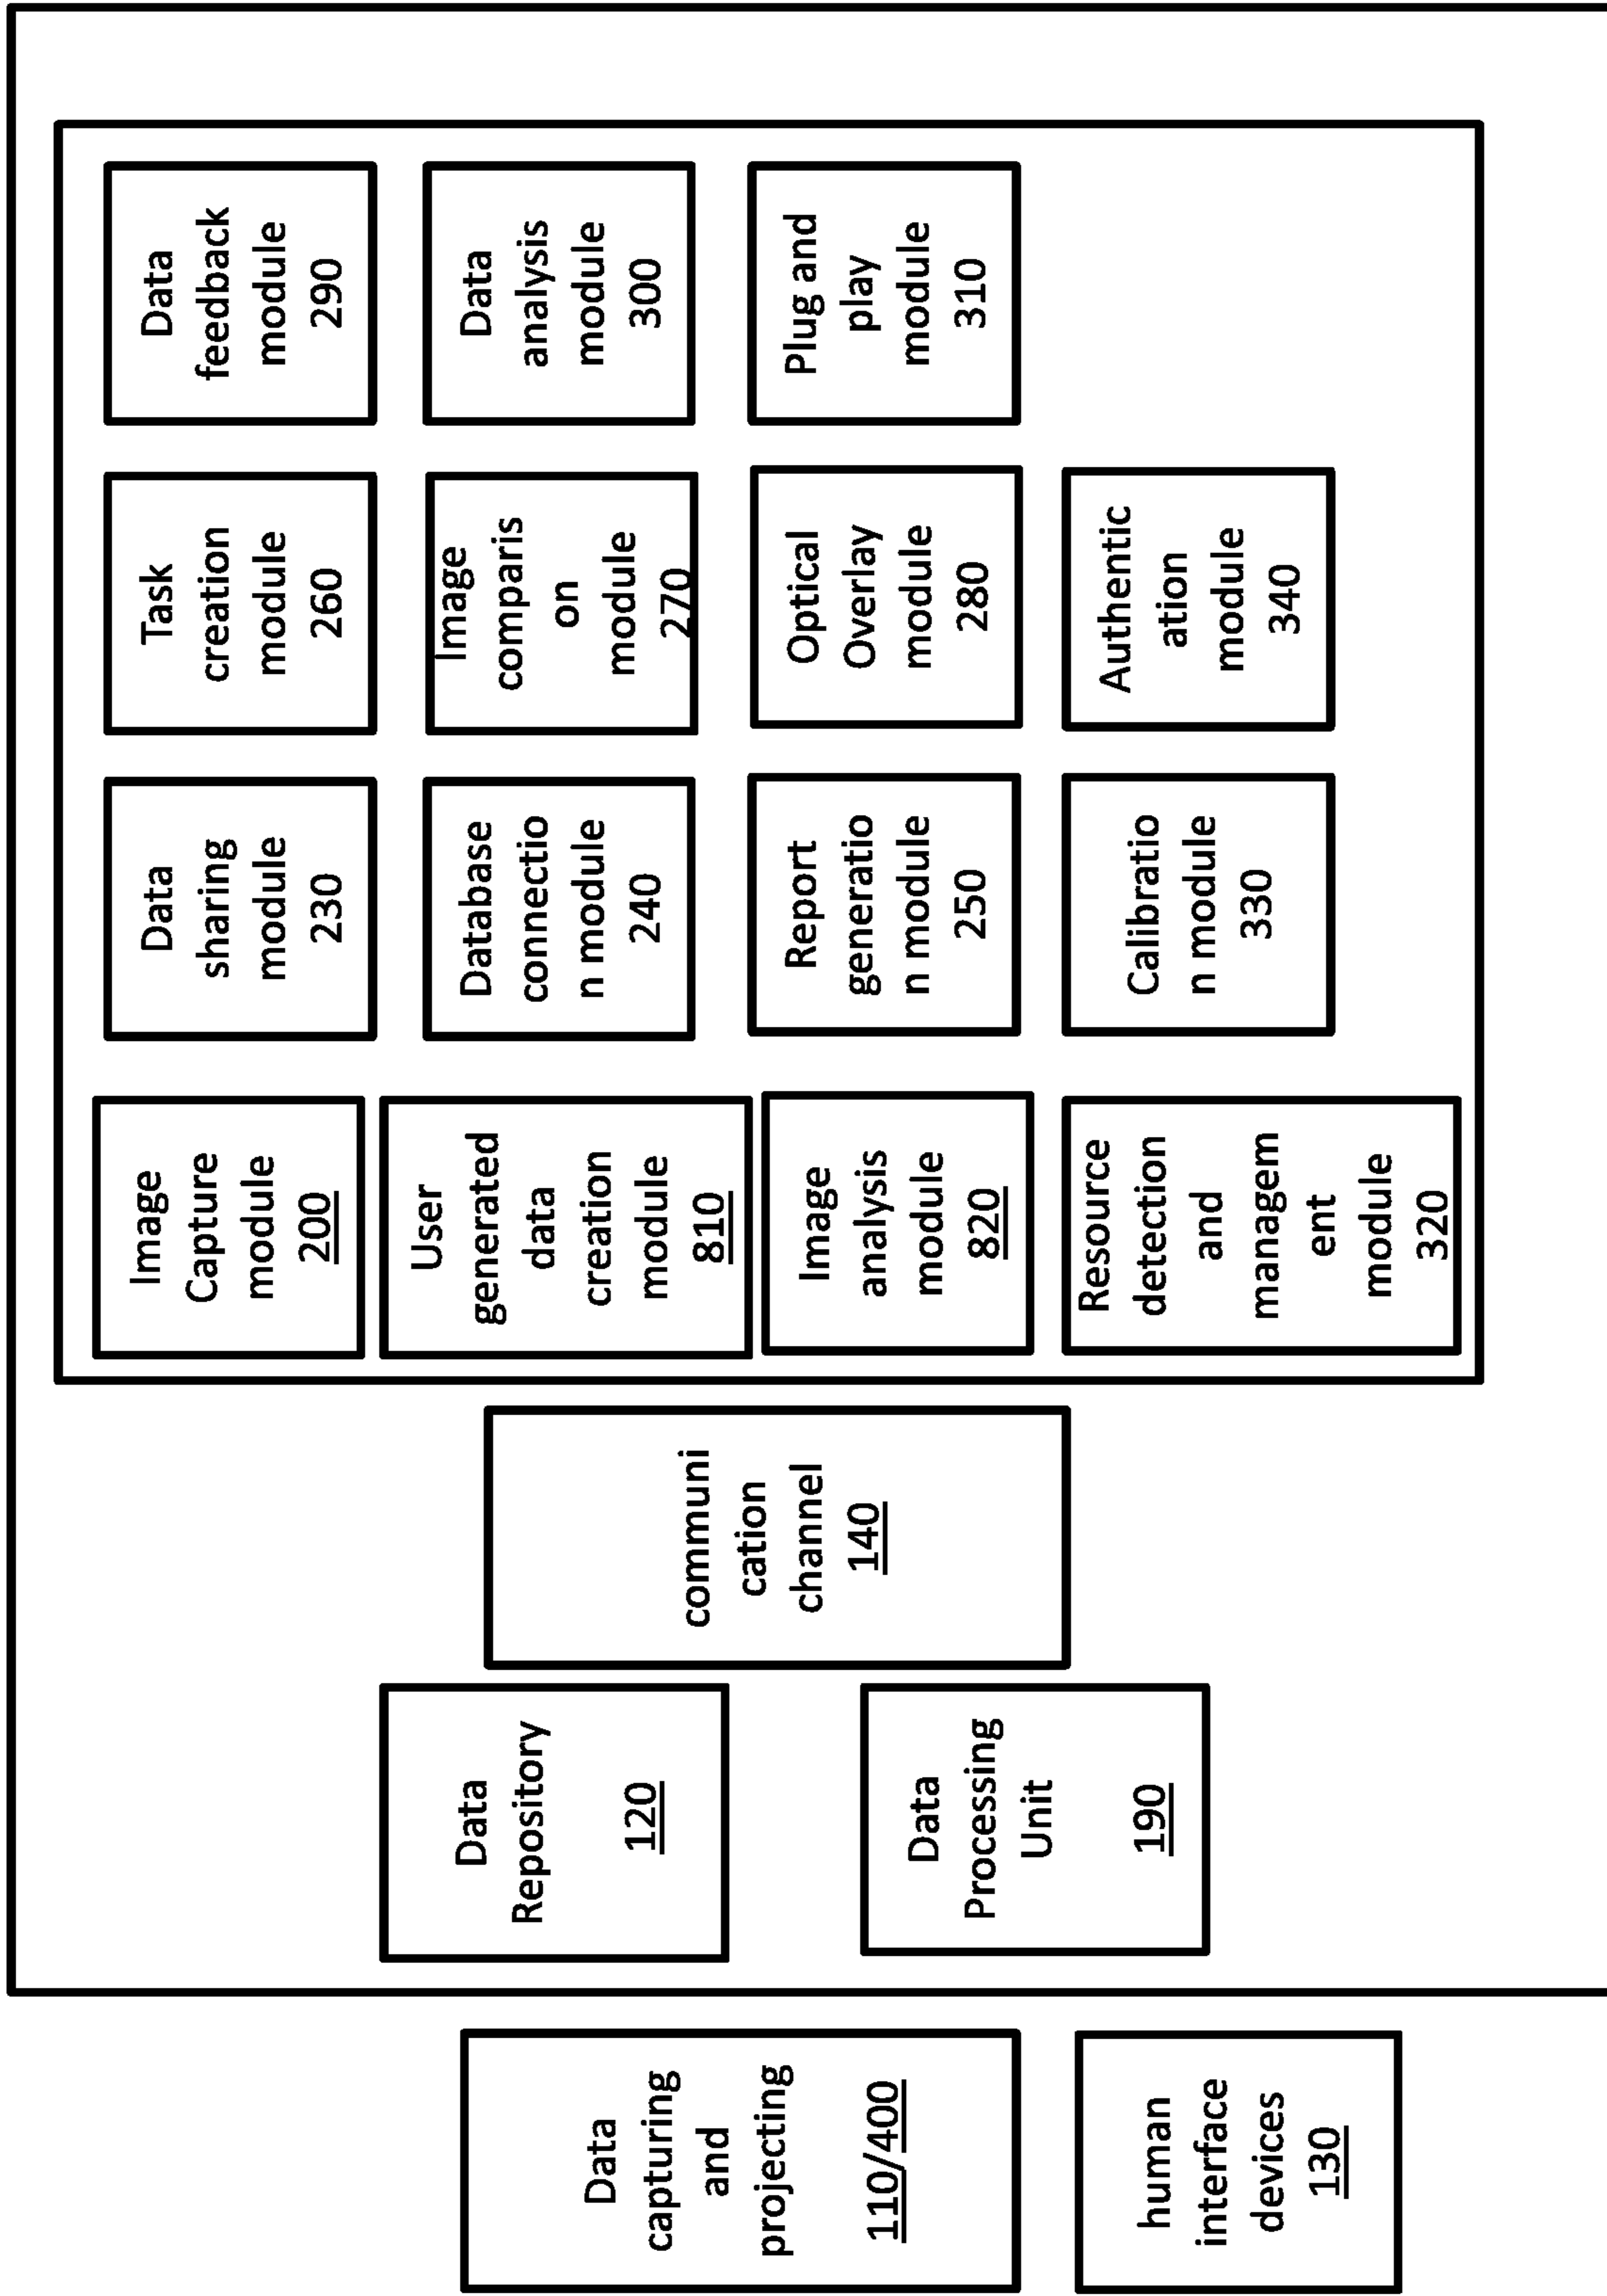 Data
capturing
and
projecting
110/400
human
interface
devices
130
Data
Repository
120
Data
Processing
Unit
190
communi
cation
channel
140
Image
Capture
module
200
User
generated
data
creation
module
810
Image
analysis
module
820
Resource
detection
and
managem
ent
module
320
Data
sharing
module
230
Database
connectio
n module
240
Report
generatio
n module
250
Calibratio
n module
330
Task
creation
module
260
Image
comparis
on
module
270
Optical
Overlay
module
280
Authentic
ation
module
340
Data
feedback
module
290
Data
analysis
module
300
Plug and
play
module
310